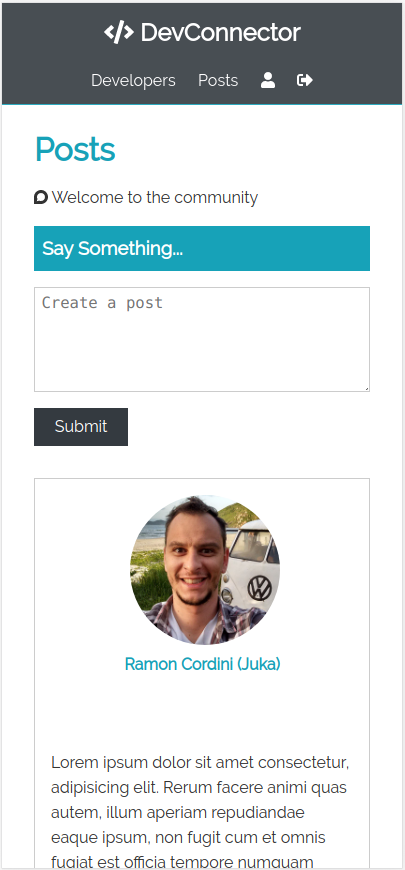 DevConnector
Developers Posts
Posts
Welcome to the community
Say Something...
Create a post
Submit
Ramon Cordini (Juka)
Lorem ipsum dolor sit amet consectetur,
adipisicing elit. Rerum facere animi quas
autem, illum aperiam repudiandae
eaque ipsum, non fugit cum et omnis
fugiat est officia tempore numquam